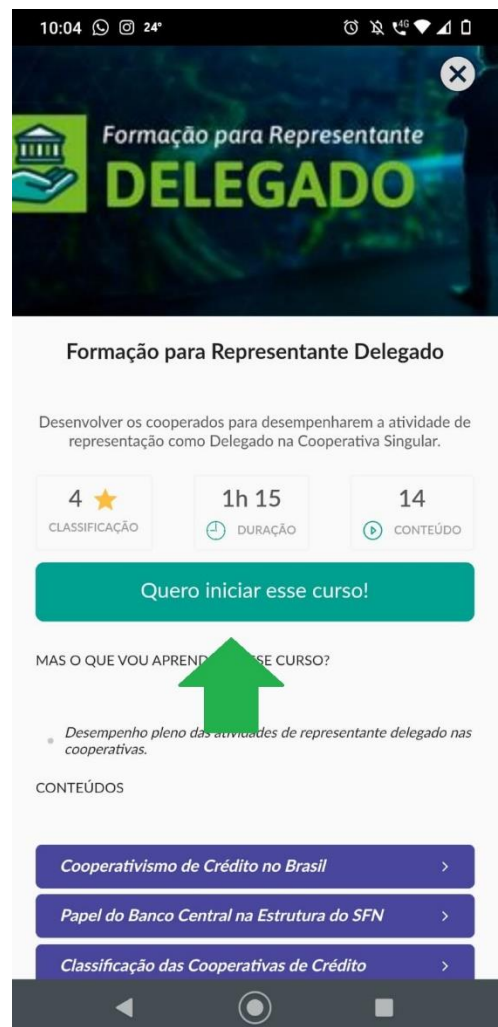 10:04 24°
4G
Formação para Representante
DELEGADO
Formação para Representante Delegado
Desenvolver os cooperados para desempenharem a atividade de
representação como Delegado na Cooperativa Singular.
4 1h 15 14
CLASSIFICAÇÃO DURAÇÃO CONTEÚDO
Quero iniciar esse curso!
MAS O QUE VOU CURSO?
Desempenho pleno das atividades de representante delegado nas
cooperativas.
CONTEÚDOS
Cooperativismo de Crédito no Brasil
Papel do Banco Central na Estrutura do SFN
Classificação das Cooperativas de Crédito